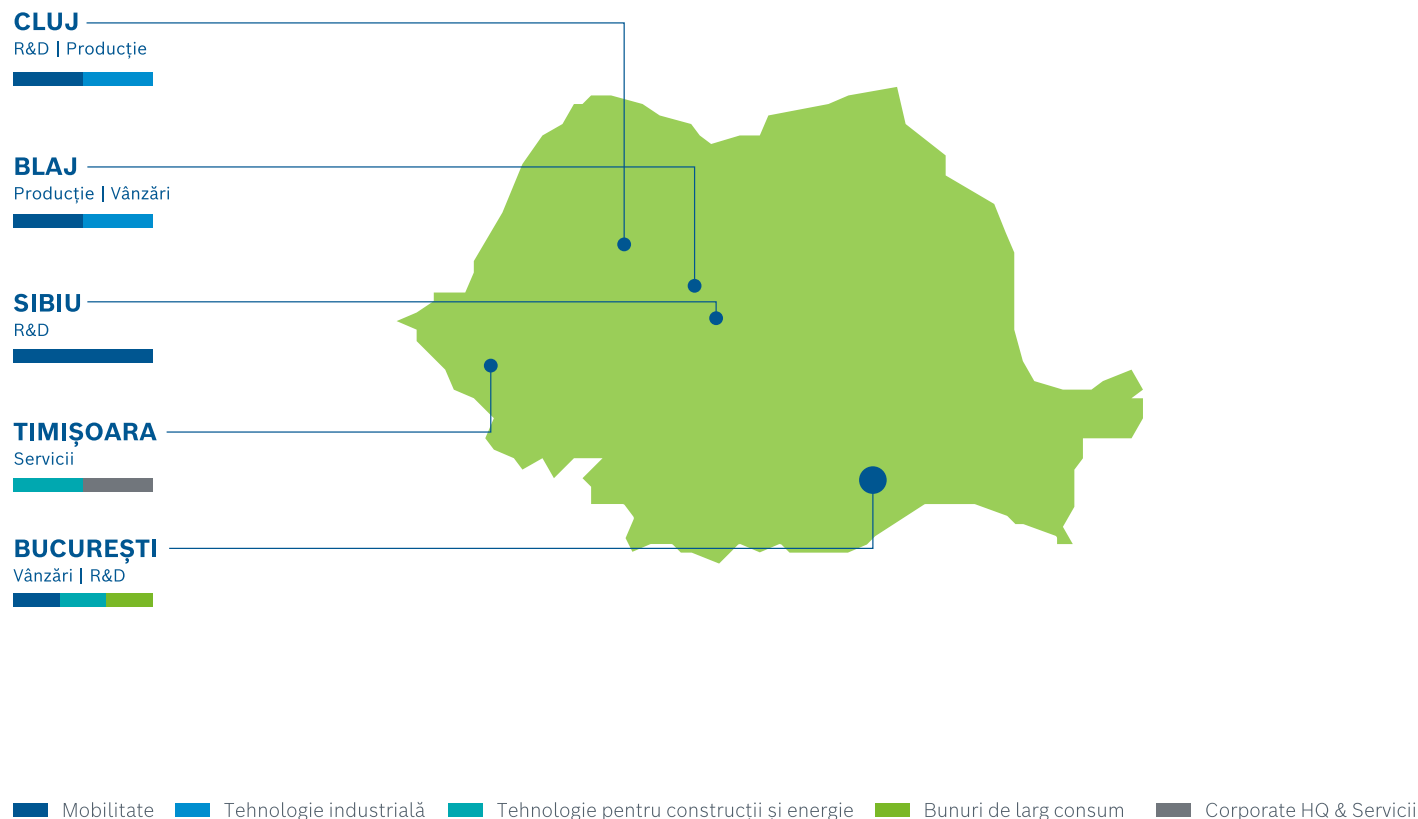 CLUJ
R&D | Producție
BLAJ
Producție | Vânzări
SIBIU
R&D
TIMIȘOARA
Servicii
BUCUREȘTI
Vânzări | R&D
Mobilitate
Tehnologie industrială
Tehnologie pentru construcții și energie
Bunuri de larg consum
Corporate HQ & Servicii